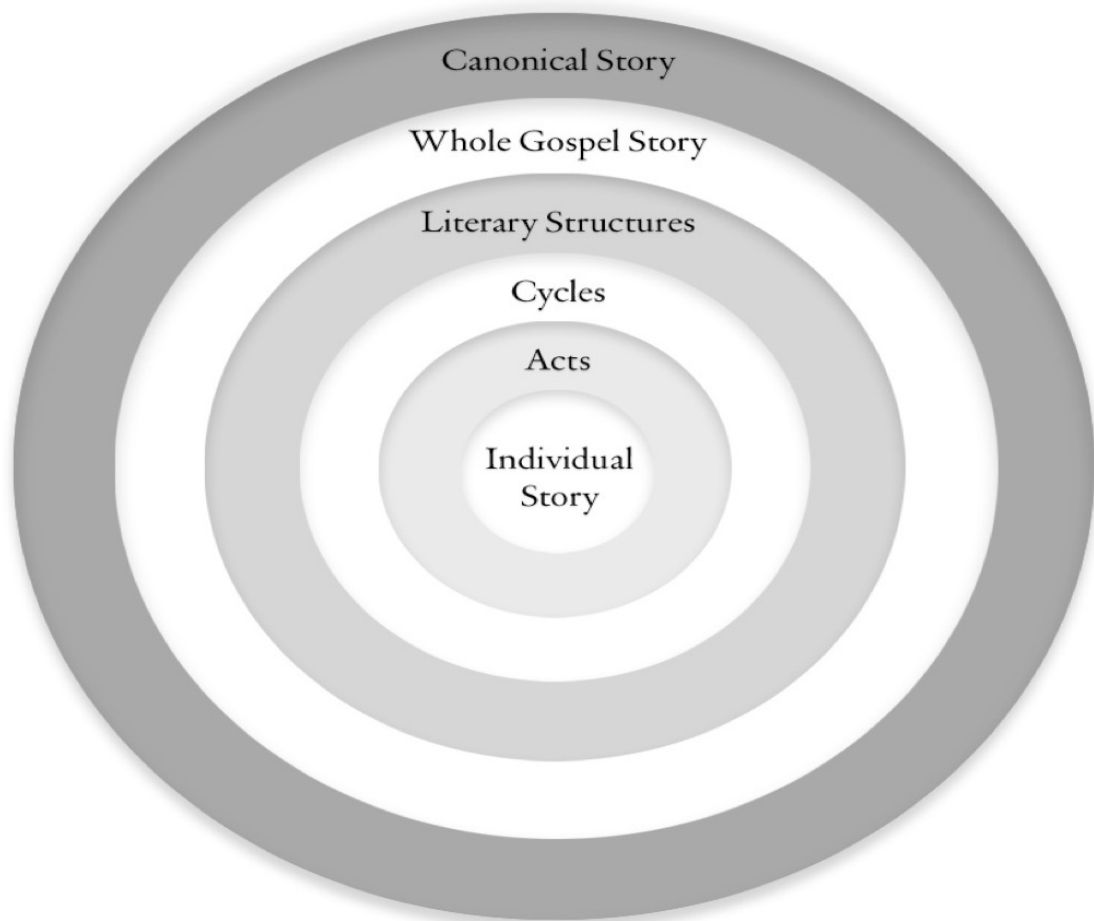 Canonical Story
Whole Gospel Story
Literary Structures
Cycles
Acts
Individual
Story